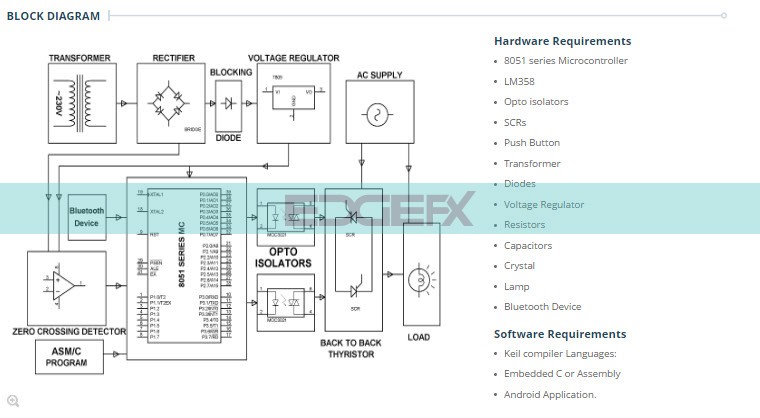 BLOCK DIAGRAM
TRANSFORMER
RECTIFIER
VOLTAGE REGULATOR
BLOCKING
AC SUPPLY
~230V
7805
VI
VO
GND
BRIDGE
DIODE
Bluetooth
Device
XTAL1
XTAL2
RST
PSEN
ALE
EA
P1.0/T2
P1.1/T2EX
P1.2
P1.3
P1.4
P1.5
P1.6
P1.7
8051 SERIES MC
P0.0/AD0
P0.1/AD1
P0.2/AD2
P0.3/AD3
P0.4/AD4
P0.5/AD5
P0.6/AD6
P0.7/AD7
P2.0/A8
P2.1/A9
P2.2/A10
P2.3/A11
P2.4/A12
P2.5/A13
P2.6/A14
P2.7/A15
P3.0/RXD
P3.1/TXD
P3.2/INT0
P3.3/INT1
P3.4/T0
P3.5/T1
P3.6/WR
P3.7/RD
MOC3021
OPTO
ISOLATORS
MOC3021
EDGEFX
SCR
SCR
ZERO CROSSING DETECTOR
ASM/C
PROGRAM
BACK TO BACK
THYRISTOR
LOAD
Hardware Requirements
8051 series Microcontroller
LM358
Opto isolators
SCRs
Push Button
Transformer
Diodes
Voltage Regulator
Resistors
Capacitors
Crystal
Lamp
Bluetooth Device
Software Requirements
Keil compiler Languages:
Embedded C or Assembly
Android Application.